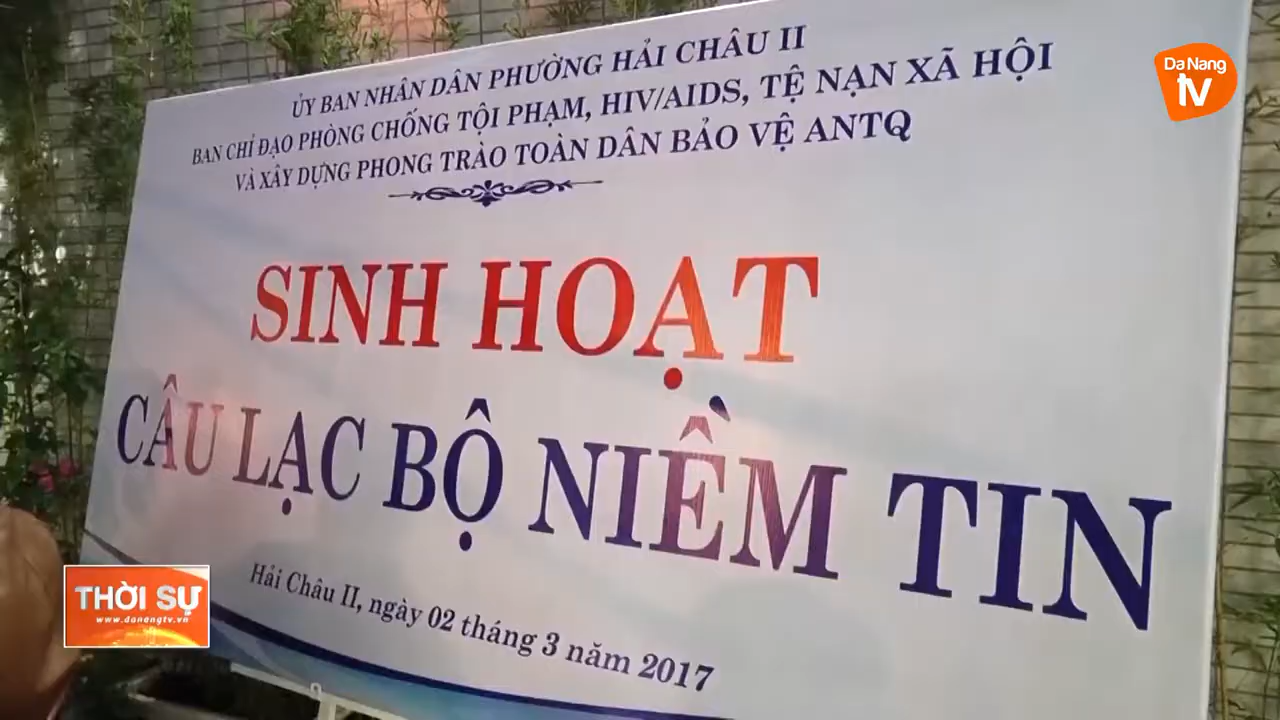 ỦY BAN NHÂN DÂN PHƯỜNG HẢI CHÂU II
BAN CHỈ ĐẠO PHÒNG CHỐNG TỘI PHẠM, HIV/AIDS, TỆ NẠN XÃ HỘI
VÀ XÂY DỰNG PHONG TRÀO TOÀN DÂN BẢO VỆ ANTQ
SINH HOẠT
CÂU LẠC BỘ NIỀM TIN
Hải Châu II, ngày 02 tháng 3 năm 2017
Da Nang
tv
THỜI SỰ
www.danangtv.vn